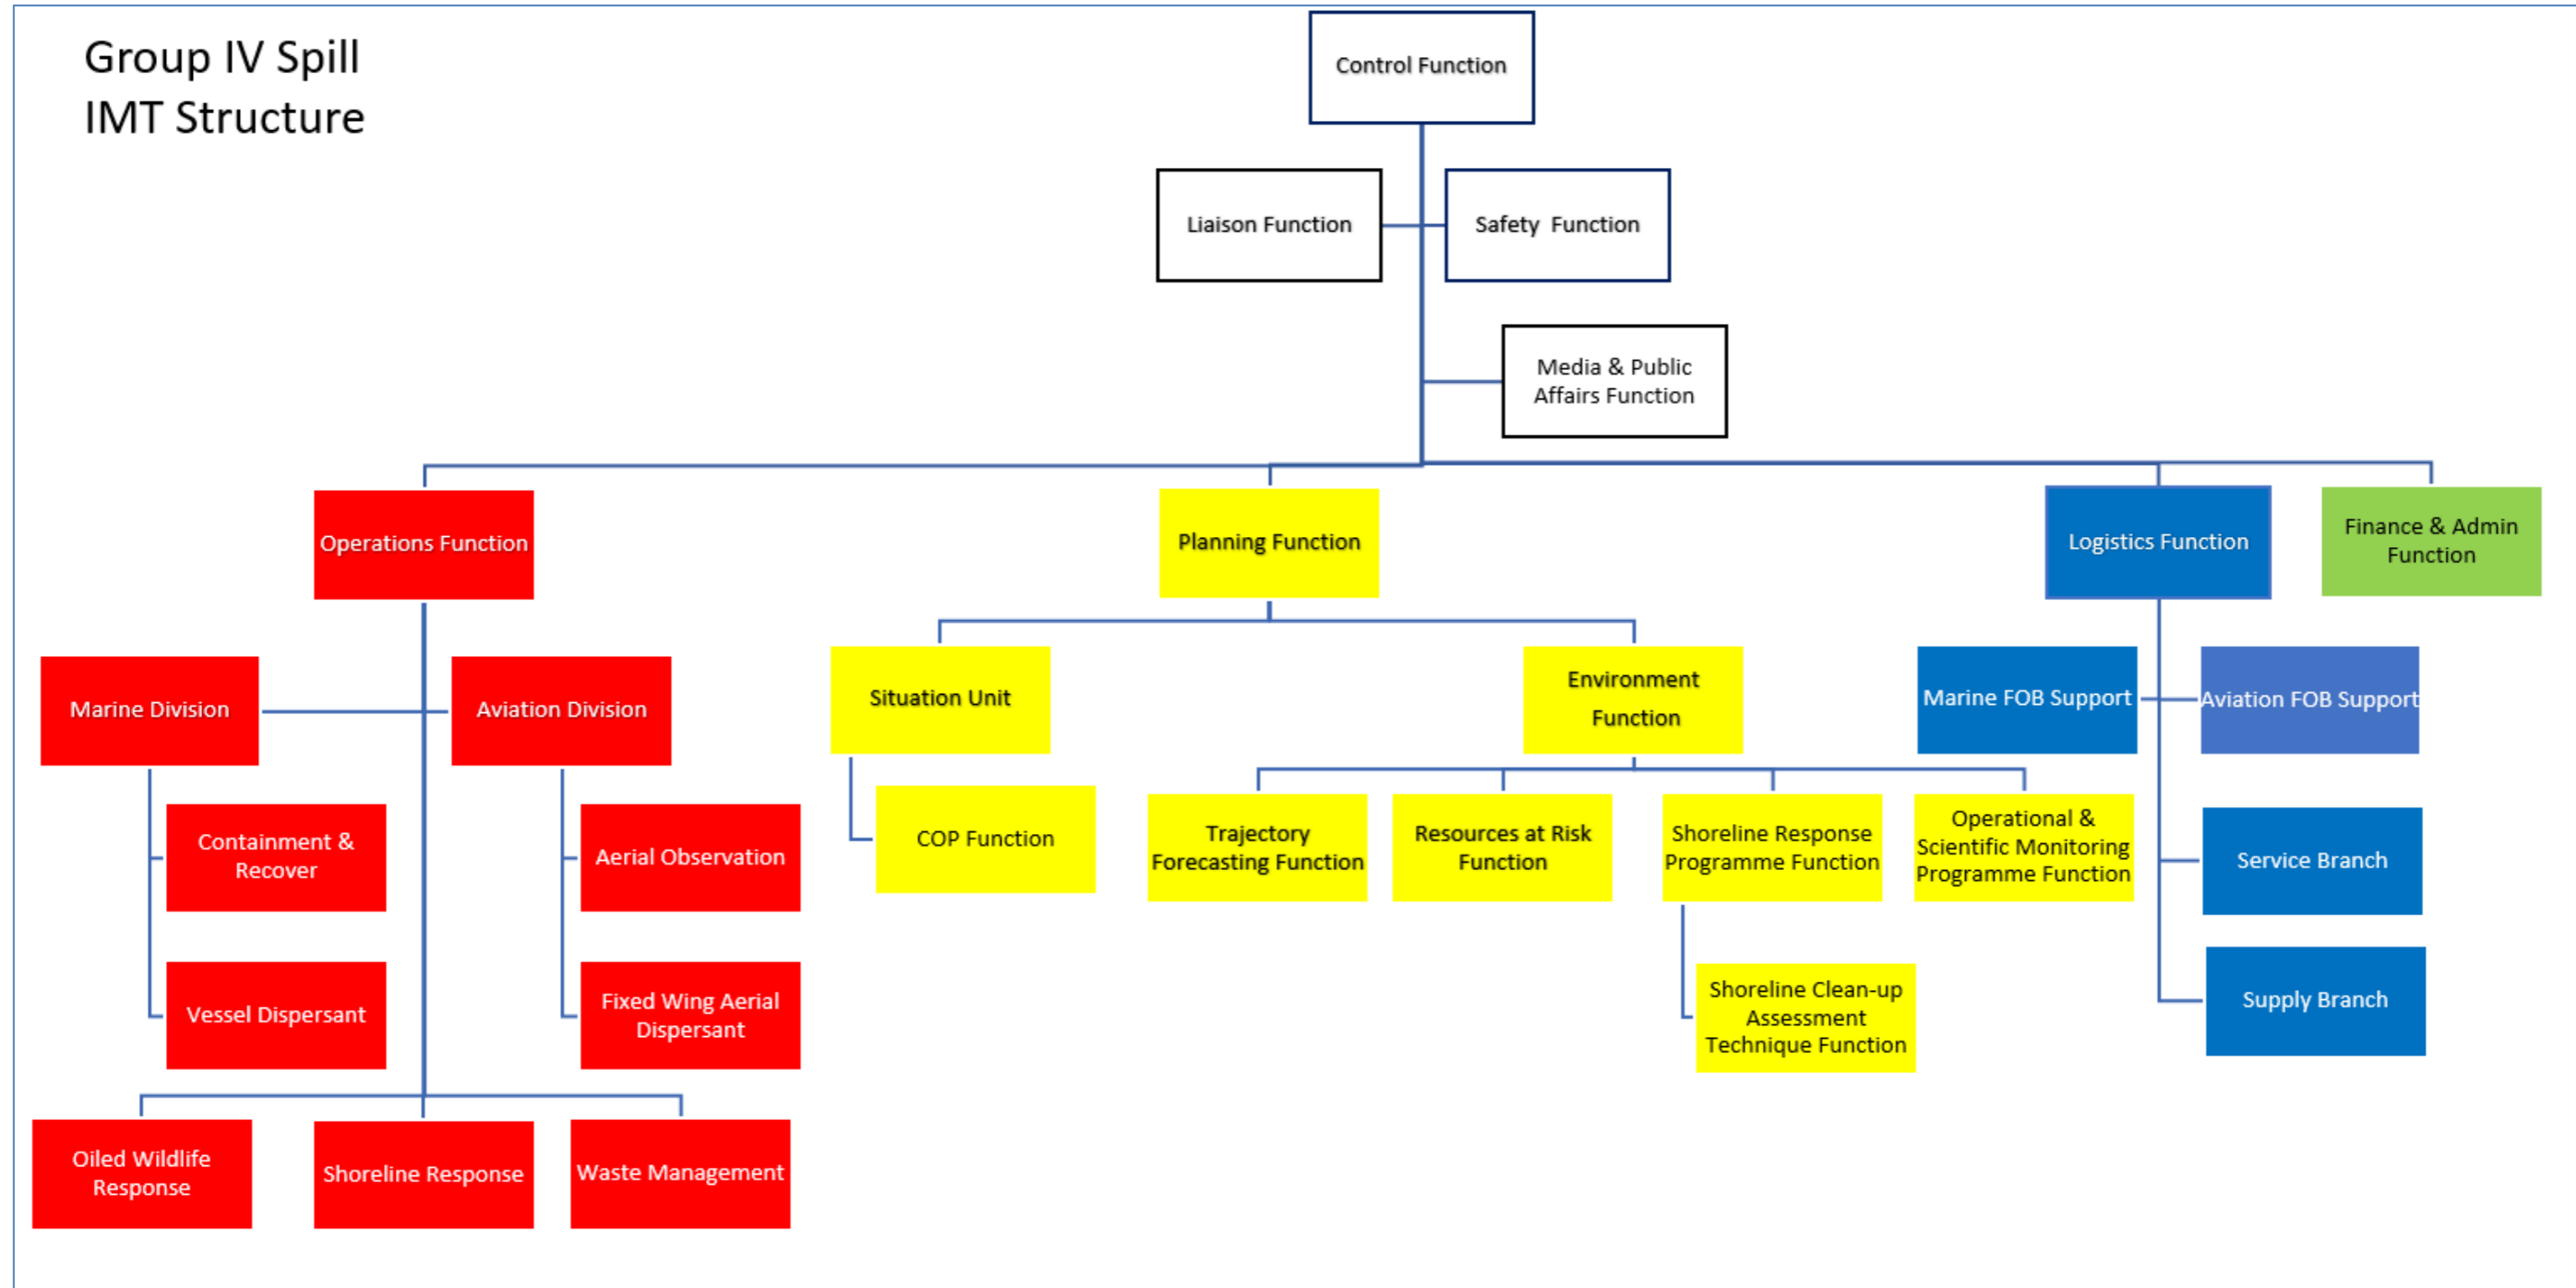 Group IV Spill
IMT Structure
Control Function
Liaison Function
Safety  Function
Media & Public
Affairs Function
Operations Function
Planning Function
Logistics Function
Finance & Admin
Function
Marine Division
Aviation Division
Situation Unit
Environment
Function
Marine FOB Support
Aviation FOB Support
Containment &
Recover
Aerial Observation
COP Function
Trajectory
Forecasting Function
Resources at Risk
Function
Shoreline Response
Programme Function
Operational &
Scientific Monitoring
Programme Function
Service Branch
Vessel Dispersant
Fixed Wing Aerial
Dispersant
Shoreline Clean-up
Assessment
Technique Function
Supply Branch
Oiled Wildlife
Response
Shoreline Response
Waste Management